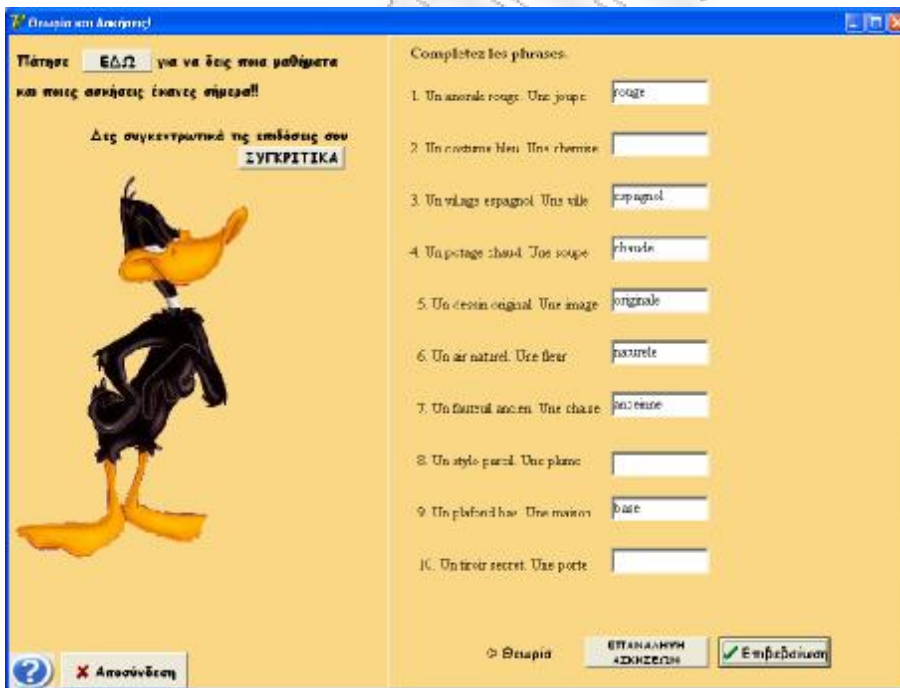 Θεωρία και Ασκήσεις!
Πάτησε ΕΔΩ για να δεις ποια μαθήματα
και ποιες ασκήσεις έκανες σήμερα!!
Δες συγκεντρωτικά τις επιδόσεις σου
ΣΥΓΚΡΙΤΙΚΑ
Completez les phrases.
1. Un anorak rouge. Une jupe rouge
2. Un costume bleu. Une chemise
3. Un village espagnol. Une ville espagnol
4. Un potage chaud. Une soupe chaude
5. Un dessin original. Une image originale
6. Un air naturel. Une fleur naturele
7. Un fauteuil ancien. Une chaise
8. Un stylo pareil. Une plume
9. Un plafond bas. Une maison base
10. Un tiroir secret. Une porte
Θεωρία
ΕΠΑΝΑΛΗΨΗ
ΑΣΚΗΣΕΩΝ
Επιβεβαίωση
Αποσύνδεση